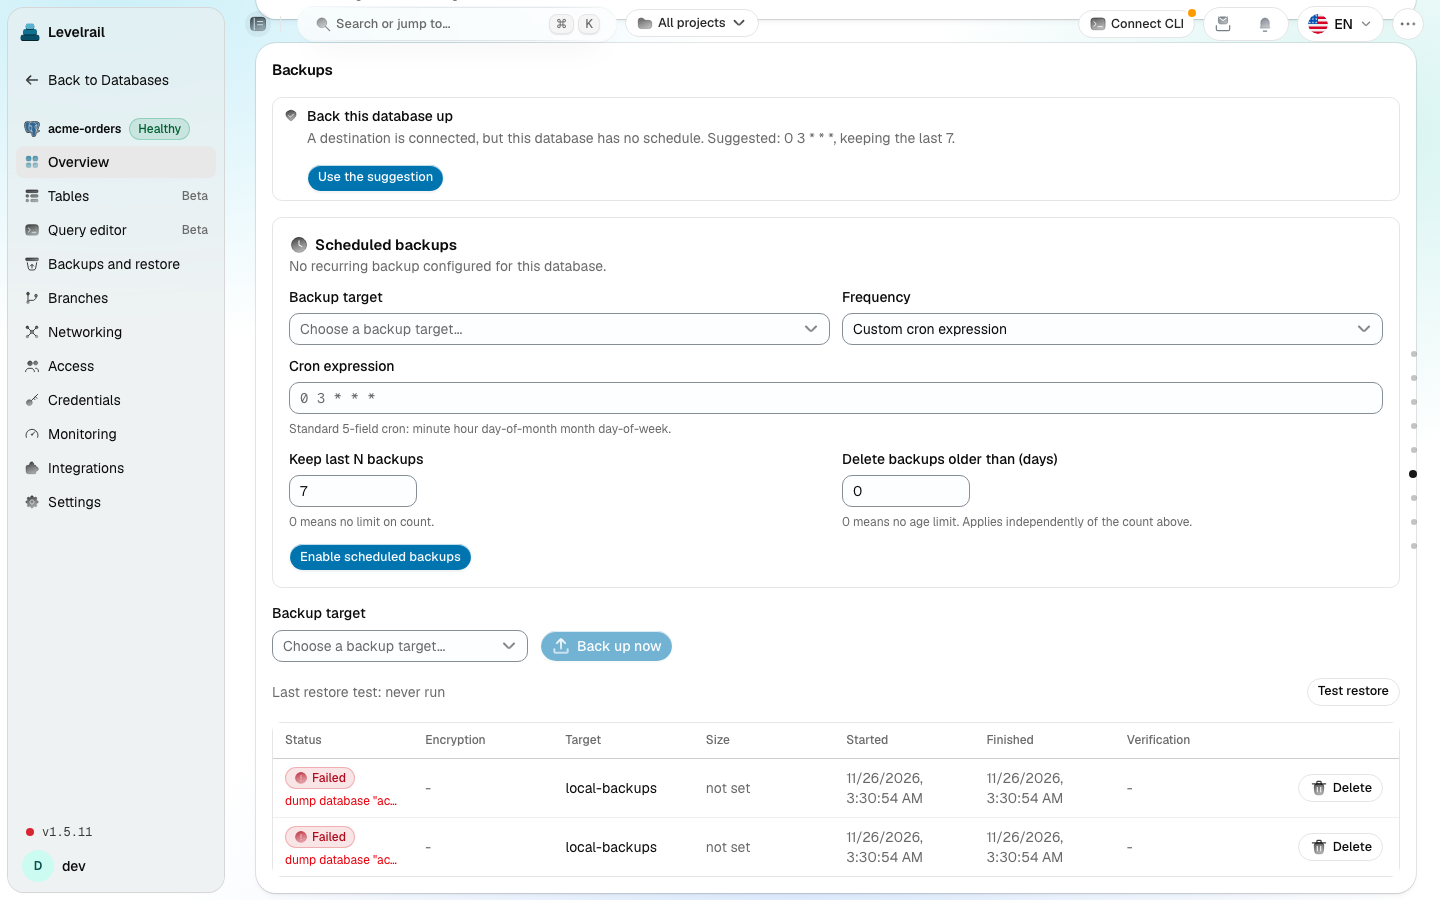 Levelrail
Search or jump to...
⌘ K
All projects
Connect CLI
EN
Back to Databases
acme-orders Healthy
Overview
Tables Beta
Query editor Beta
Backups and restore
Branches
Networking
Access
Credentials
Monitoring
Integrations
Settings
v1.5.11
D dev
Backups
Back this database up
A destination is connected, but this database has no schedule. Suggested: 0 3 * * *, keeping the last 7.
Use the suggestion
Scheduled backups
No recurring backup configured for this database.
Backup target Frequency
Choose a backup target... Custom cron expression
Cron expression
0 3 * * *
Standard 5-field cron: minute hour day-of-month month day-of-week.
Keep last N backups Delete backups older than (days)
7 0
0 means no limit on count. 0 means no age limit. Applies independently of the count above.
Enable scheduled backups
Backup target
Choose a backup target... Back up now
Last restore test: never run Test restore
Status Encryption Target Size Started Finished Verification
Failed dump database "ac... - local-backups not set 11/26/2026, 3:30:54 AM 11/26/2026, 3:30:54 AM - Delete
Failed dump database "ac... - local-backups not set 11/26/2026, 3:30:54 AM 11/26/2026, 3:30:54 AM - Delete